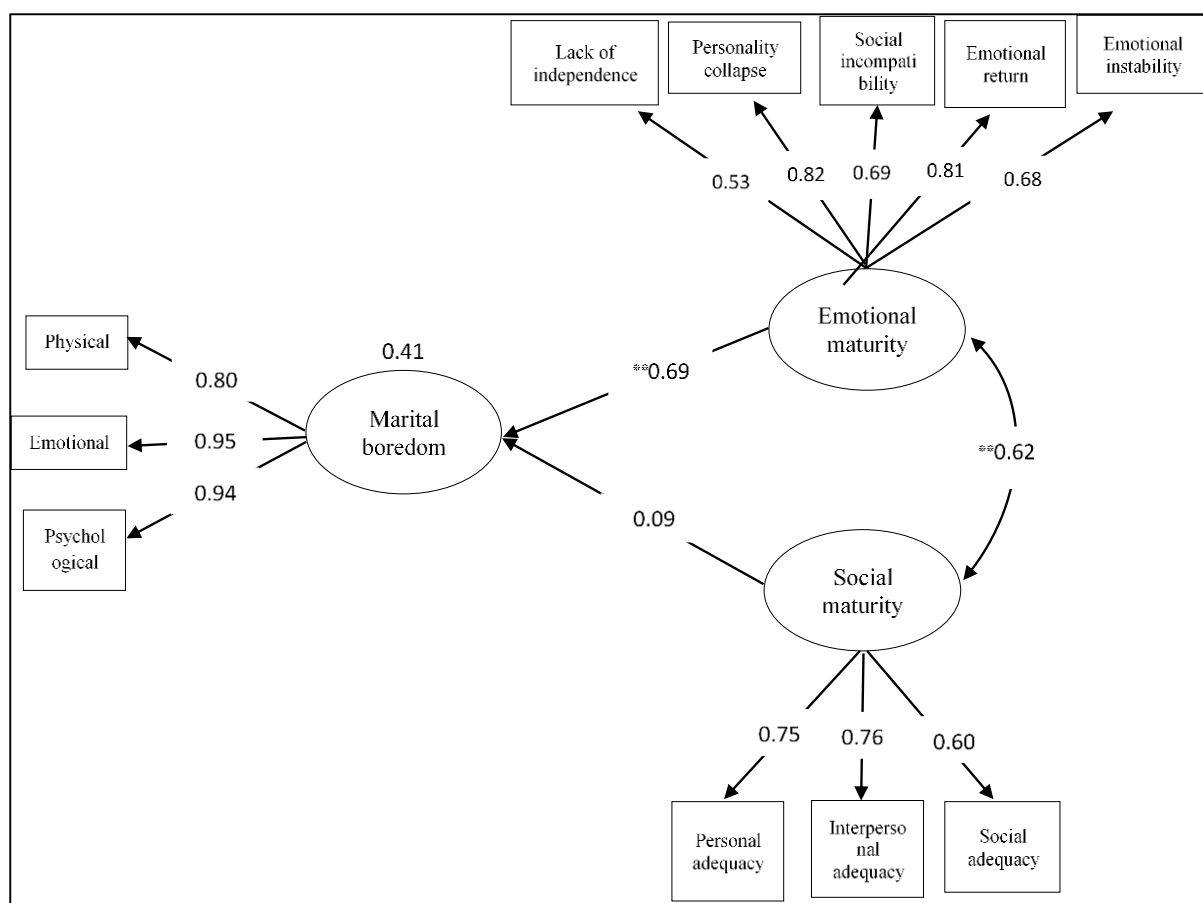 Lack of
independence
Personality
collapse
Social
incompati
bility
Emotional
return
Emotional
instability
0.53
0.82
0.69
0.81
0.68
Emotional
maturity
Physical
Emotional
Psychol
ogical
0.80
0.95
0.94
0.41
Marital
boredom
**0.69
0.09
**0.62
Social
maturity
0.75
0.76
0.60
Personal
adequacy
Interperso
nal
adequacy
Social
adequacy